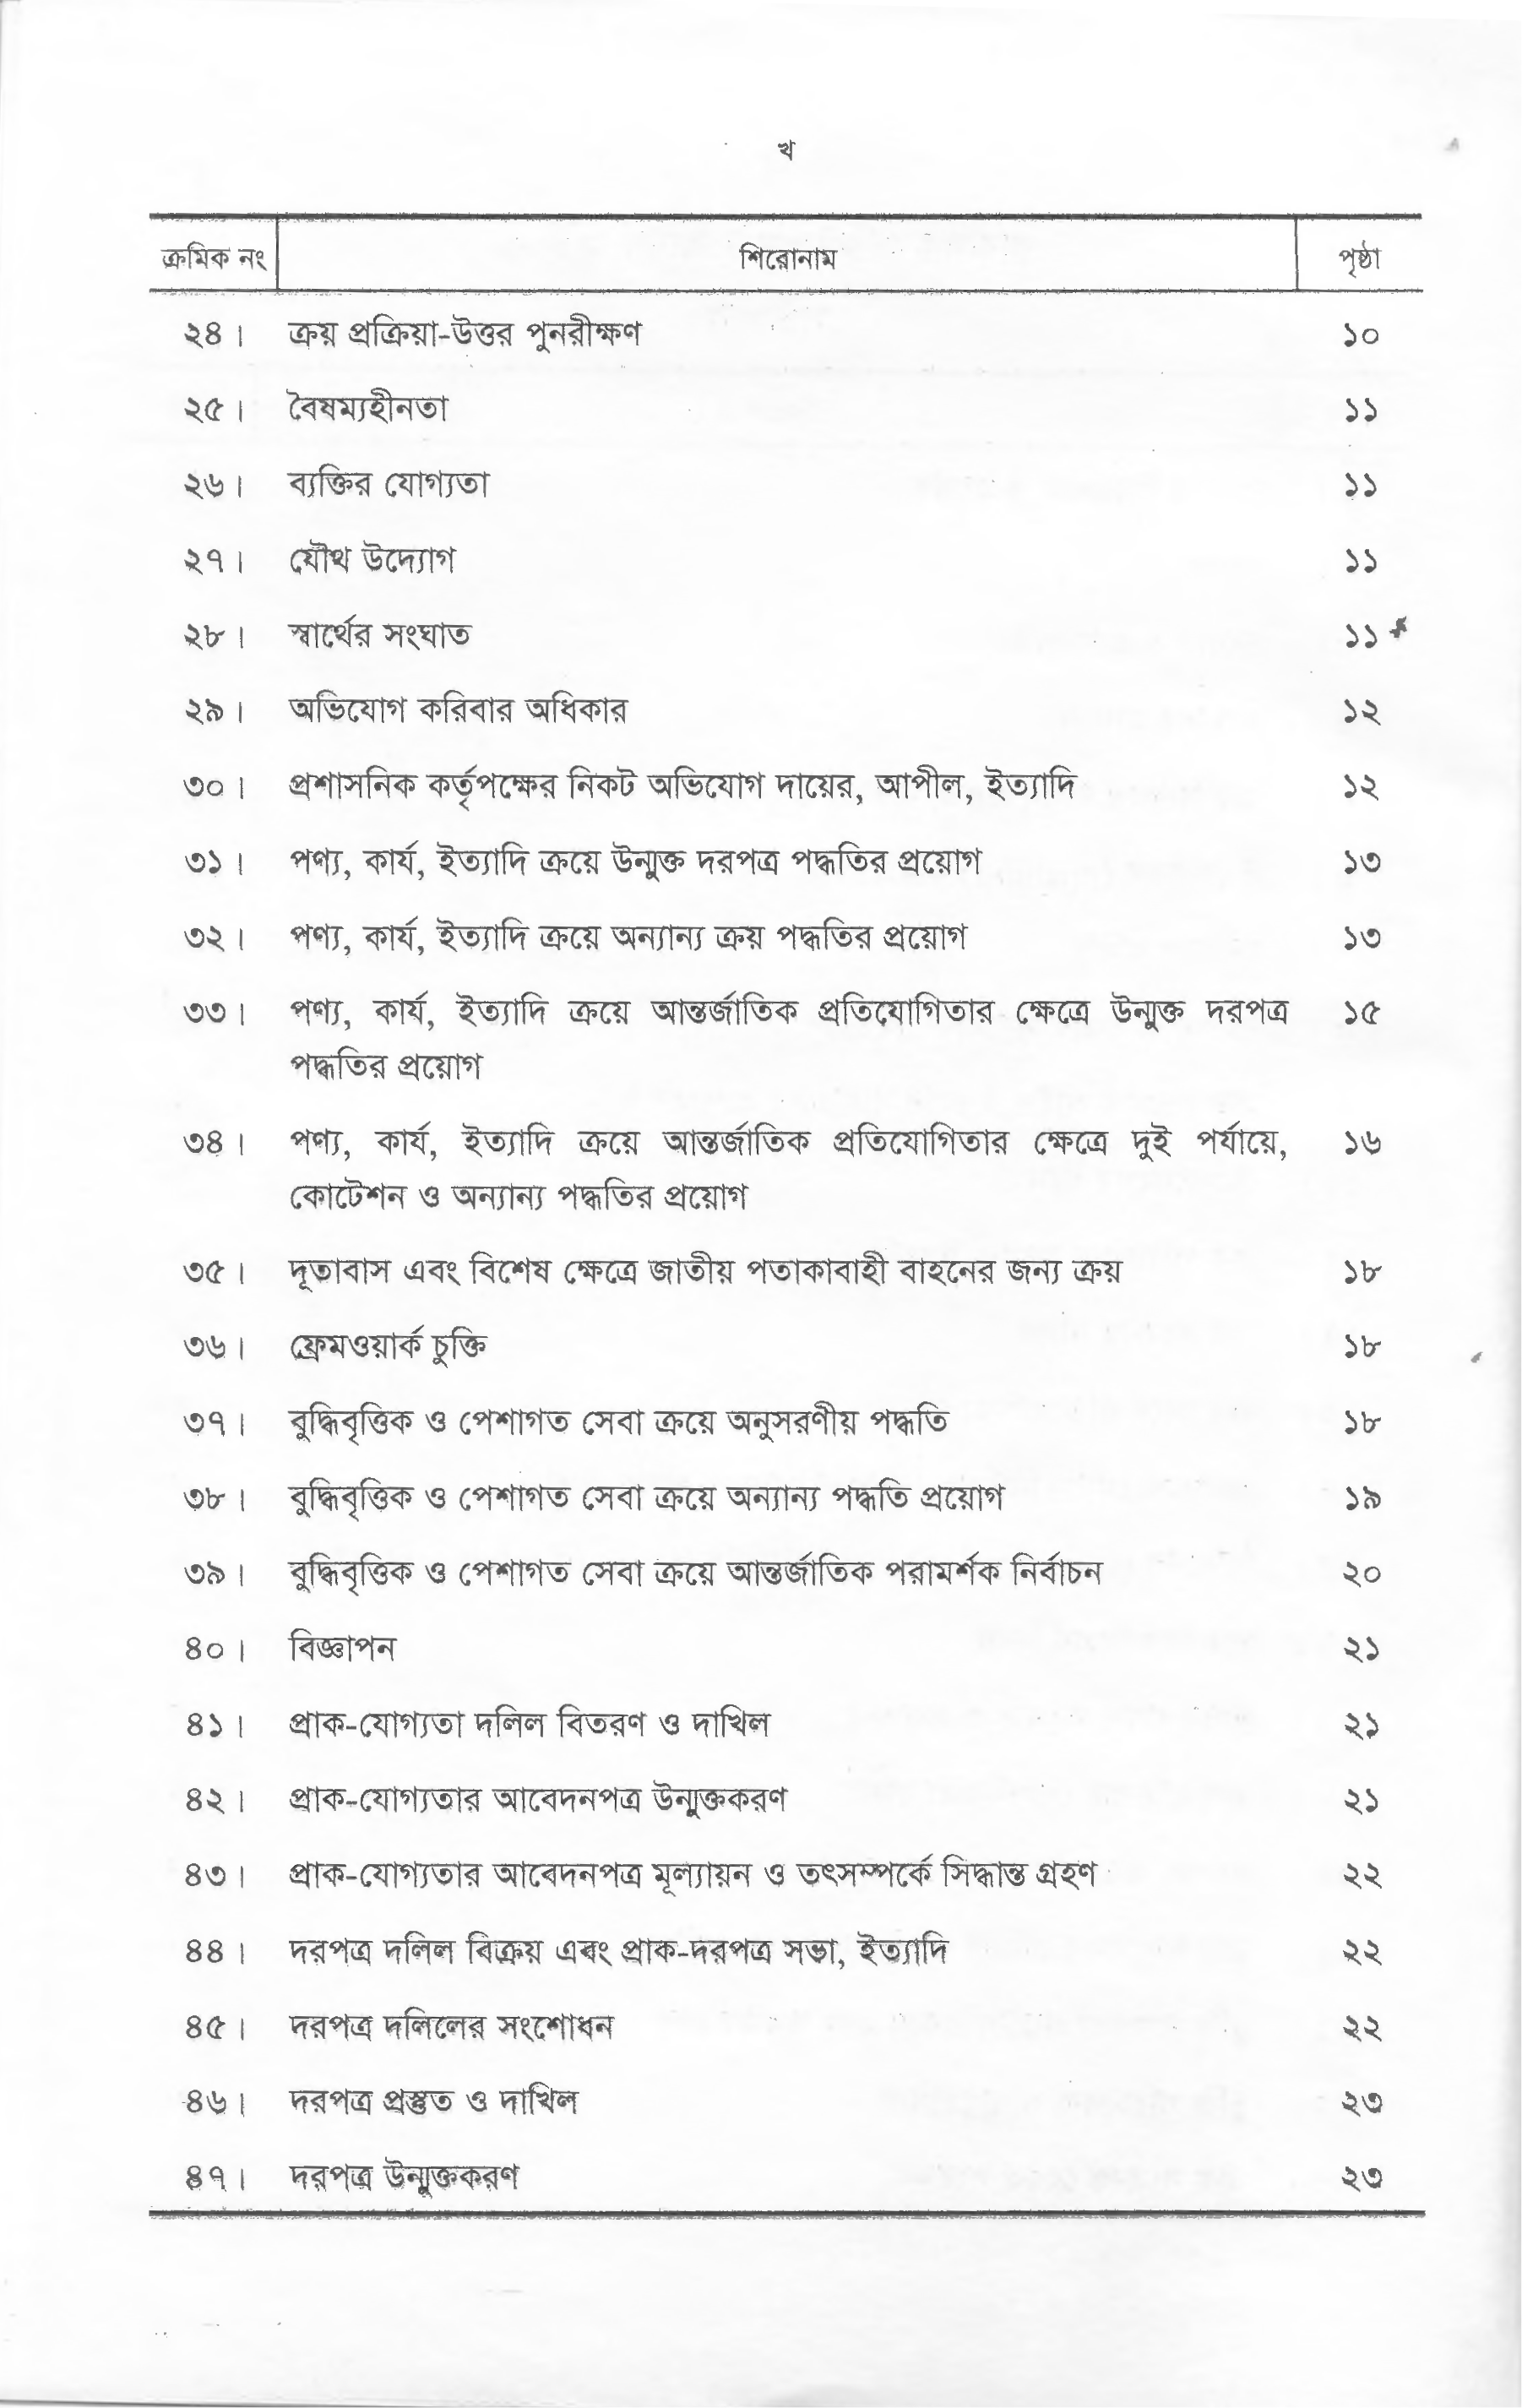 খ
ক্রমিক নং শিরোনাম পৃষ্ঠা
২৪। ক্রয় প্রক্রিয়া-উত্তর পুনরীক্ষণ ১০
২৫। বৈষম্যহীনতা ১১
২৬। ব্যক্তির যোগ্যতা ১১
২৭। যৌথ উদ্যোগ ১১
২৮। স্বার্থের সংঘাত ১১
২৯। অভিযোগ করিবার অধিকার ১২
৩০। প্রশাসনিক কর্তৃপক্ষের নিকট অভিযোগ দায়ের, আপীল, ইত্যাদি ১২
৩১। পণ্য, কার্য, ইত্যাদি ক্রয়ে উন্মুক্ত দরপত্র পদ্ধতির প্রয়োগ ১৩
৩২। পণ্য, কার্য, ইত্যাদি ক্রয়ে অন্যান্য ক্রয় পদ্ধতির প্রয়োগ ১৩
৩৩। পণ্য, কার্য, ইত্যাদি ক্রয়ে আন্তর্জাতিক প্রতিযোগিতার ক্ষেত্রে উন্মুক্ত দরপত্র ১৫
পদ্ধতির প্রয়োগ
৩৪। পণ্য, কার্য, ইত্যাদি ক্রয়ে আন্তর্জাতিক প্রতিযোগিতার ক্ষেত্রে দুই পর্যায়ে, ১৬
কোটেশন ও অন্যান্য পদ্ধতির প্রয়োগ
৩৫। দূতাবাস এবং বিশেষ ক্ষেত্রে জাতীয় পতাকাবাহী বাহনের জন্য ক্রয় ১৮
৩৬। ফ্রেমওয়ার্ক চুক্তি ১৮
৩৭। বুদ্ধিবৃত্তিক ও পেশাগত সেবা ক্রয়ে অনুসরণীয় পদ্ধতি ১৮
৩৮। বুদ্ধিবৃত্তিক ও পেশাগত সেবা ক্রয়ে অন্যান্য পদ্ধতি প্রয়োগ ১৯
৩৯। বুদ্ধিবৃত্তিক ও পেশাগত সেবা ক্রয়ে আন্তর্জাতিক পরামর্শক নির্বাচন ২০
৪০। বিজ্ঞাপন ২১
৪১। প্রাক-যোগ্যতা দলিল বিতরণ ও দাখিল ২১
৪২। প্রাক-যোগ্যতার আবেদনপত্র উন্মুক্তকরণ ২১
৪৩। প্রাক-যোগ্যতার আবেদনপত্র মূল্যায়ন ও তৎসম্পর্কে সিদ্ধান্ত গ্রহণ ২২
৪৪। দরপত্র দলিল বিক্রয় এবং প্রাক-দরপত্র সভা, ইত্যাদি ২২
৪৫। দরপত্র দলিলের সংশোধন ২২
৪৬। দরপত্র প্রস্তুত ও দাখিল ২৩
৪৭। দরপত্র উন্মুক্তকরণ ২৩